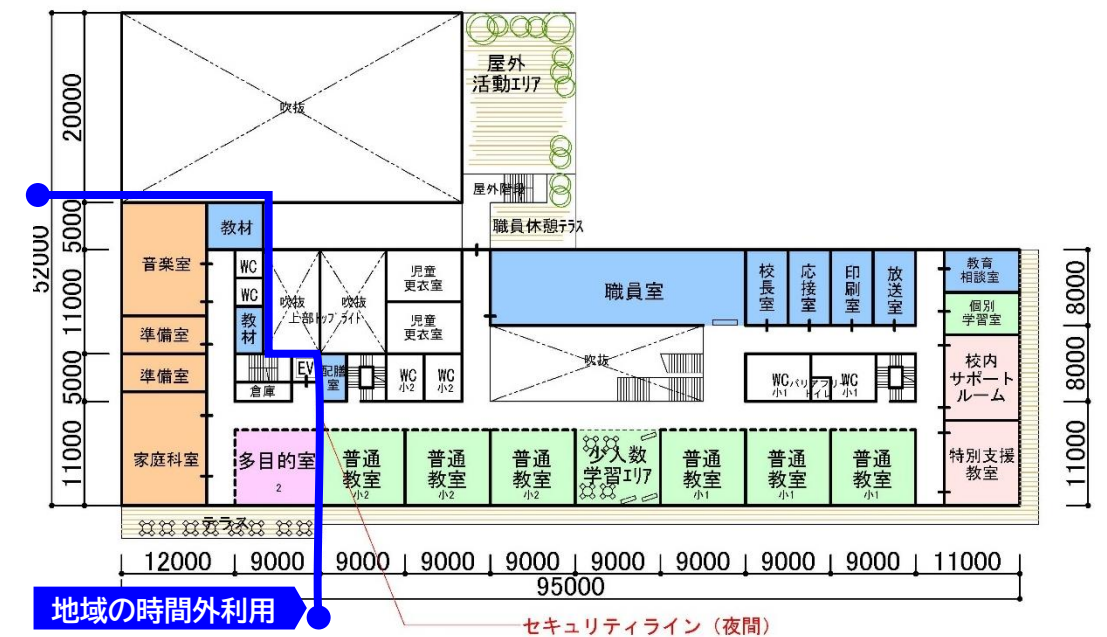 屋外
活動エリア
吹抜
屋外階段
職員休憩テラス
教材
音楽室
WC
WC
教材
準備室
準備室
家庭科室
吹抜
吹抜
上部トップライト
児童
更衣室
児童
更衣室
職員室
校長室
応接室
印刷室
放送室
教育
相談室
個別
学習室
校内
サポート
ルーム
特別支援
教室
吹抜
EV
配膳
室
倉庫
WC
小2
WC
小2
WC
小1
バリアフリー
トイレ
WC
小1
多目的室
2
普通
教室
小2
普通
教室
小2
普通
教室
小2
少人数
学習エリア
普通
教室
小1
普通
教室
小1
普通
教室
小1
テラス
52000
20000
5000
11000
5000
11000
8000
8000
11000
12000 9000 9000 9000 9000 9000 9000 9000 9000 11000
95000
地域の時間外利用
セキュリティライン（夜間）